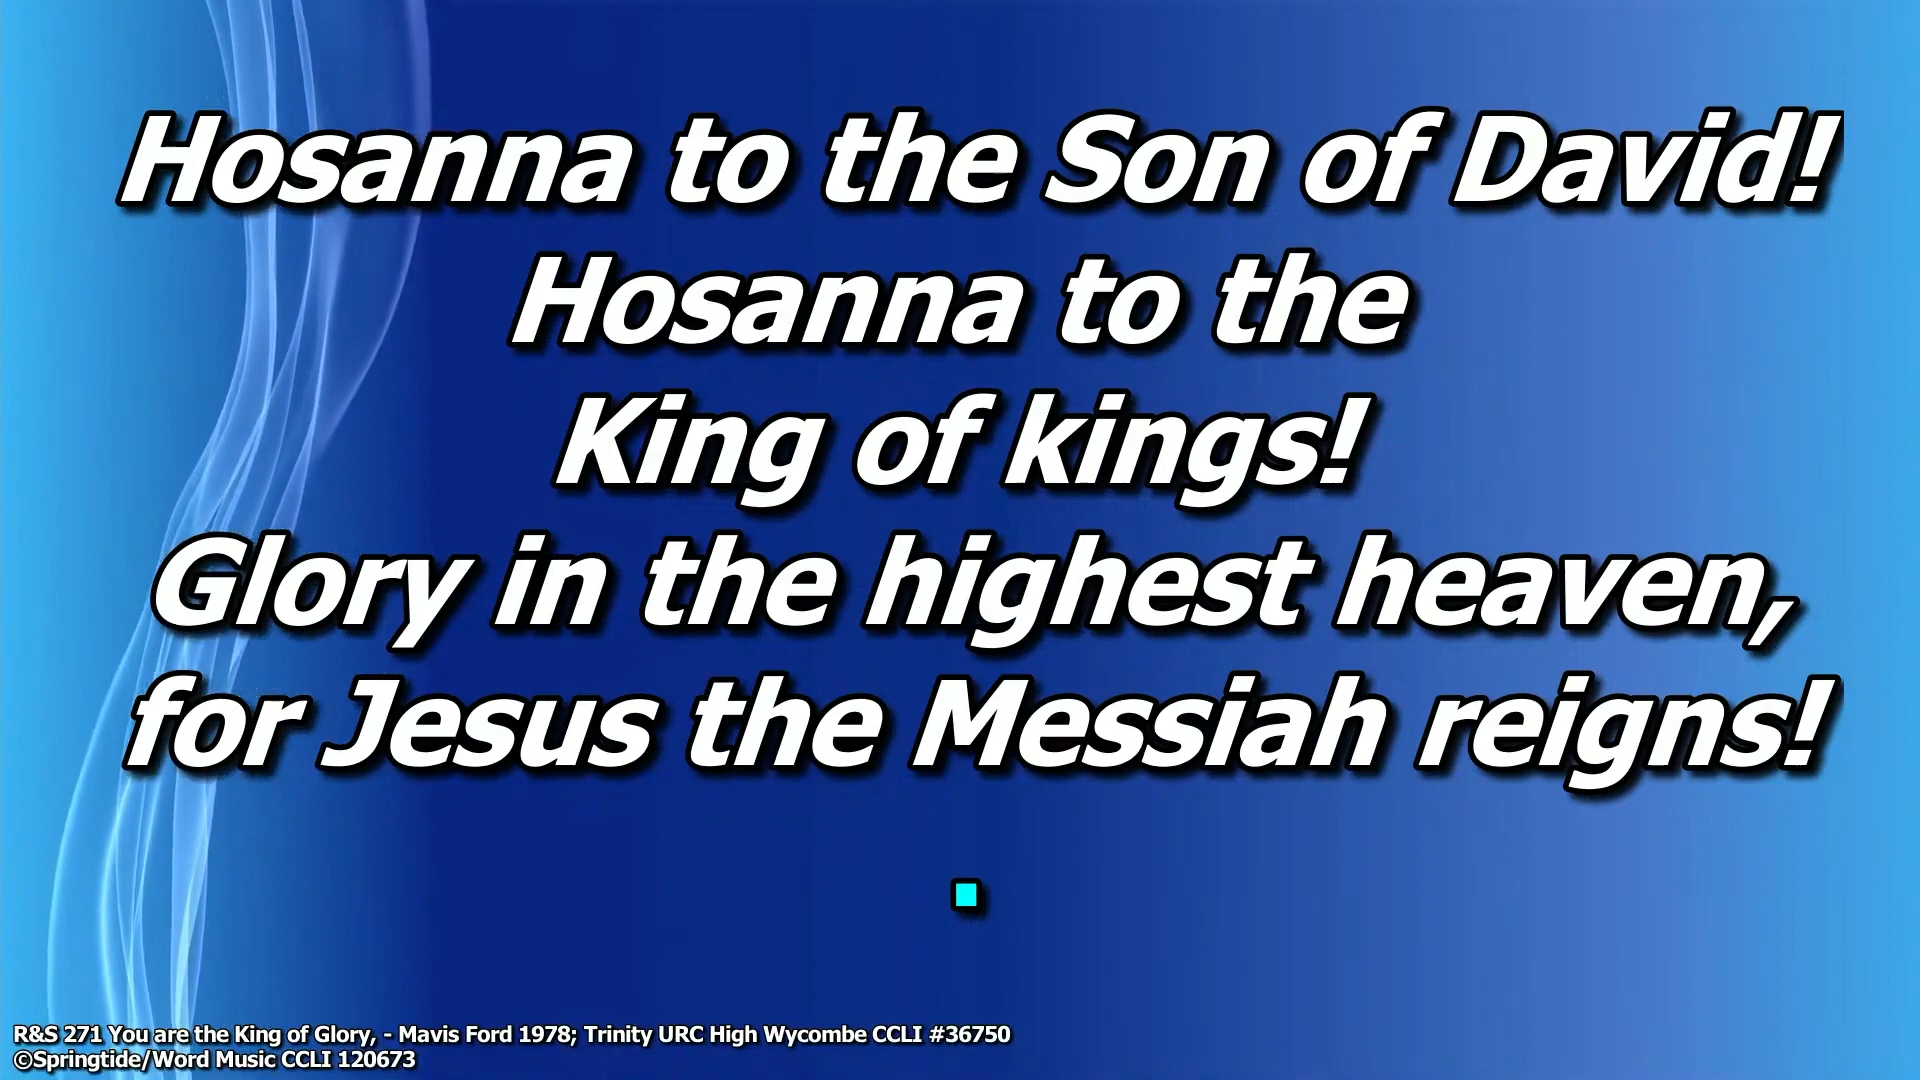 Hosanna to the Son of David!
Hosanna to the
King of kings!
Glory in the highest heaven,
for Jesus the Messiah reigns!
.
R&S 271 You are the King of Glory, - Mavis Ford 1978; Trinity URC High Wycombe CCLI #36750
©Springtide/Word Music CCLI 120673